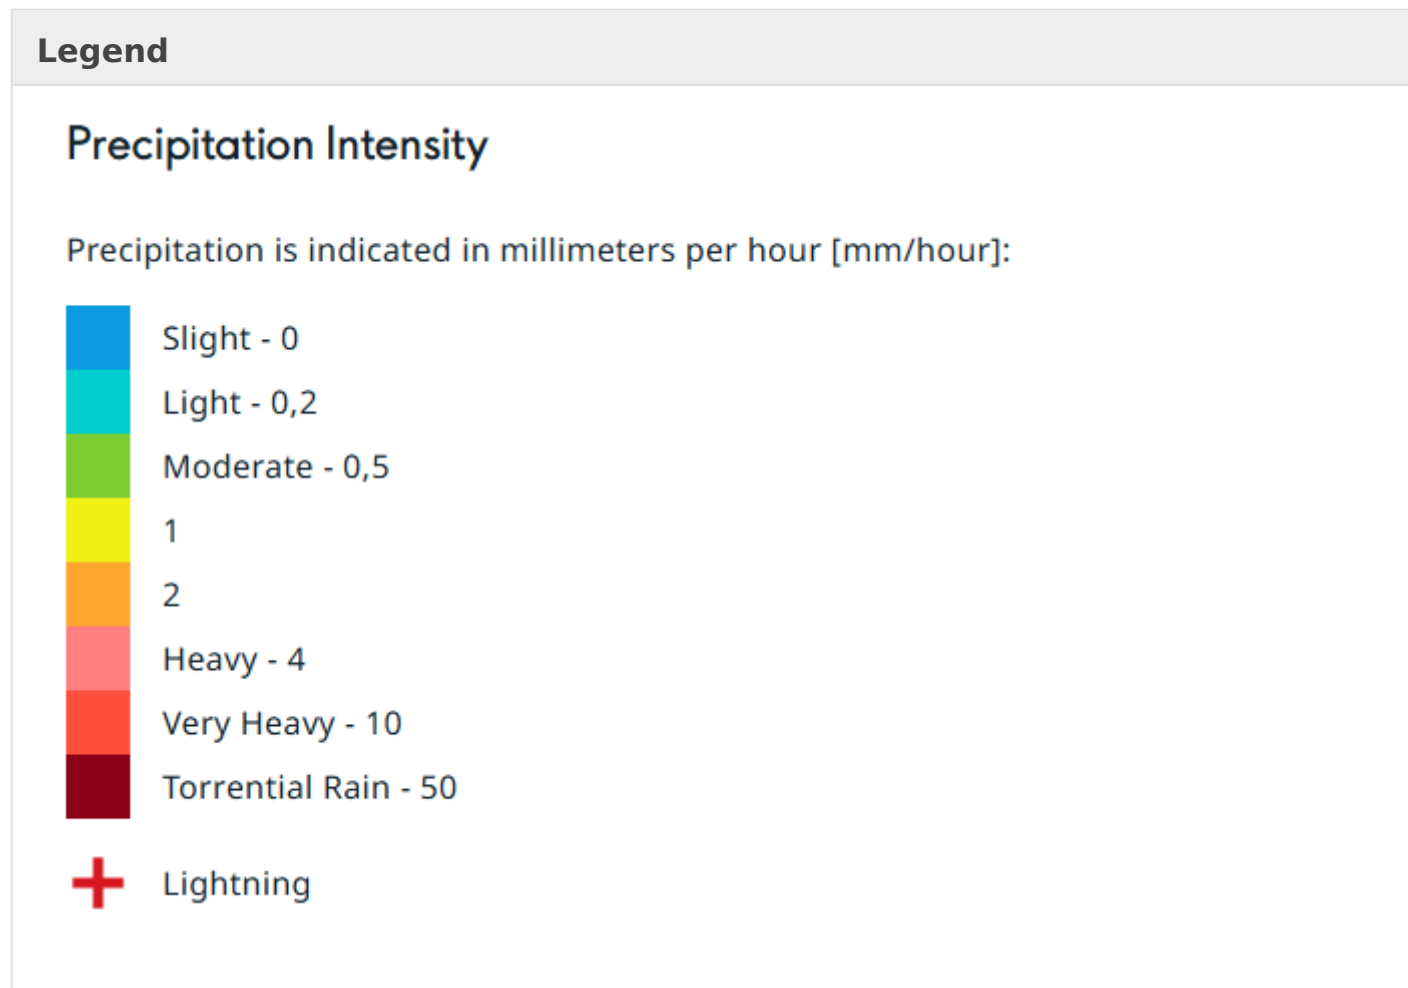 Legend
Precipitation Intensity
Precipitation is indicated in millimeters per hour [mm/hour]:
Slight - 0
Light - 0,2
Moderate - 0,5
1
2
Heavy - 4
Very Heavy - 10
Torrential Rain - 50
Lightning